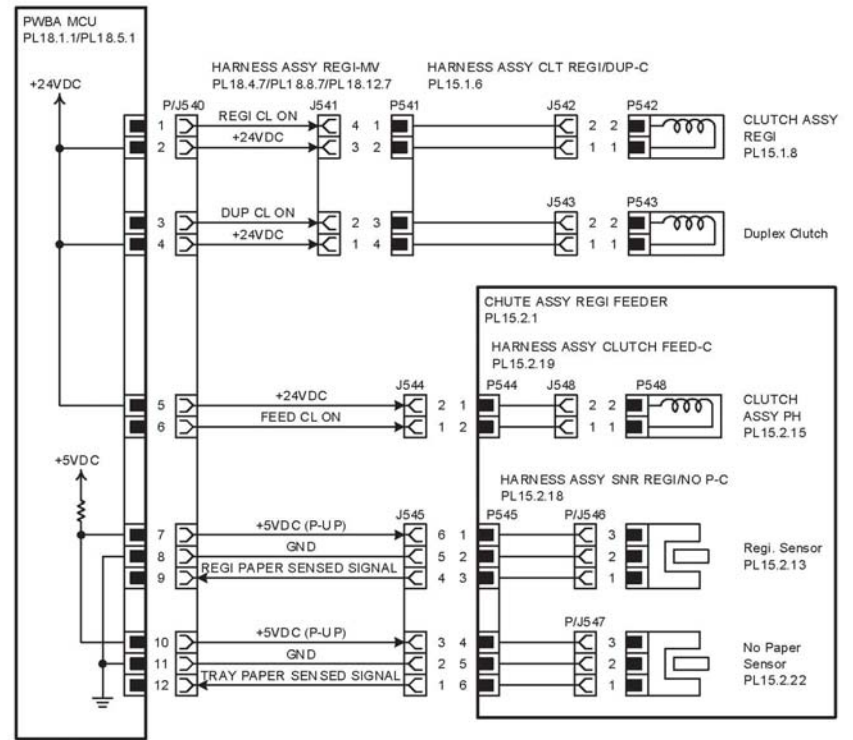 PWBA MCU
PL18.1.1/PL18.5.1
HARNESS ASSY REGI-MV
PL18.4.7/PL18.8.7/PL18.12.7
HARNESS ASSY CLT REGI/DUP-C
PL15.1.6
+24VDC
P/J540 J541 P541 J542 P542
1 REGI CL ON 4 1 2 2
2 +24VDC 3 2 1 1
CLUTCH ASSY
REGI
PL15.1.8
J543 P543
3 DUP CL ON 2 3 2 2
4 +24VDC 1 4 1 1
Duplex Clutch
CHUTE ASSY REGI FEEDER
PL15.2.1
HARNESS ASSY CLUTCH FEED-C
PL15.2.19
J544 P544 J548 P548
5 +24VDC 2 1 2 2
6 FEED CL ON 1 2 1 1
CLUTCH
ASSY PH
PL15.2.15
+5VDC
HARNESS ASSY SNR REGI/NO P-C
PL15.2.18
J545 P545 P/J546
7 +5VDC (P-UP) 6 1 3
8 GND 5 2 2
9 REGI PAPER SENSED SIGNAL 4 3 1
Regi. Sensor
PL15.2.13
P/J547
10 +5VDC (P-UP) 3 4 3
11 GND 2 5 2
12 TRAY PAPER SENSED SIGNAL 1 6 1
No Paper
Sensor
PL15.2.22